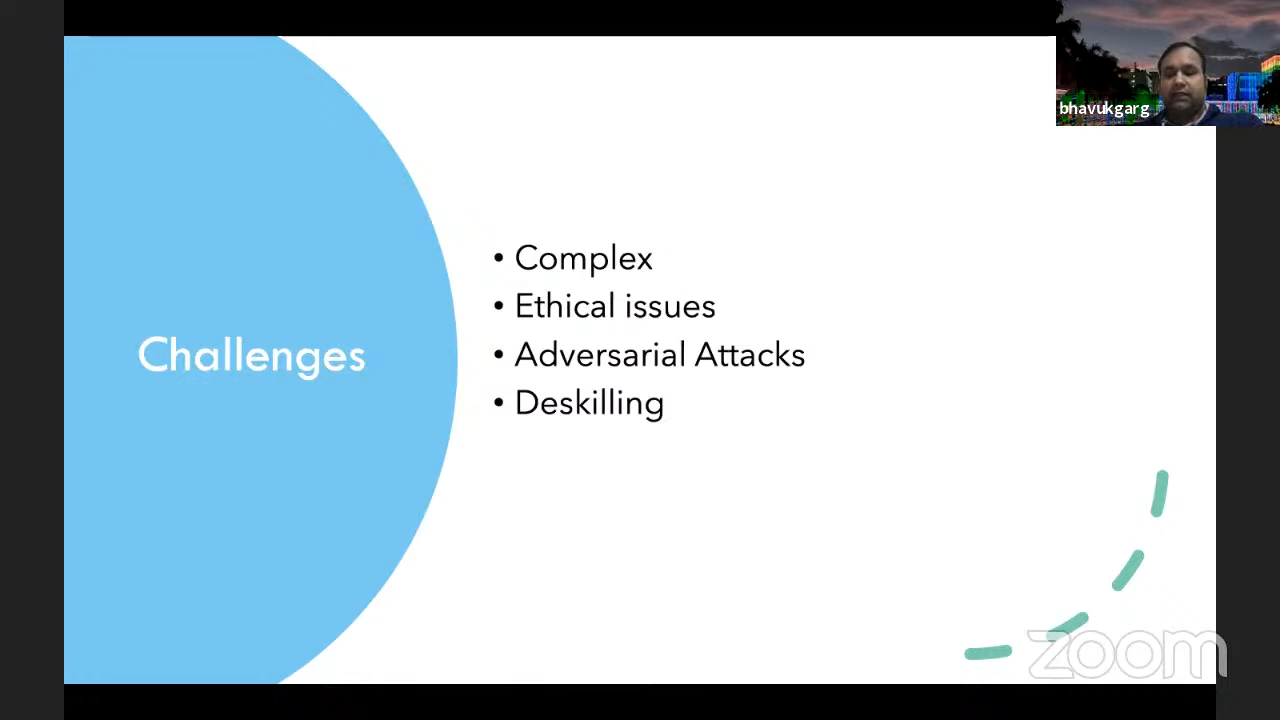 bhavukgarg
Challenges
• Complex
• Ethical issues
• Adversarial Attacks
• Deskilling
zoom